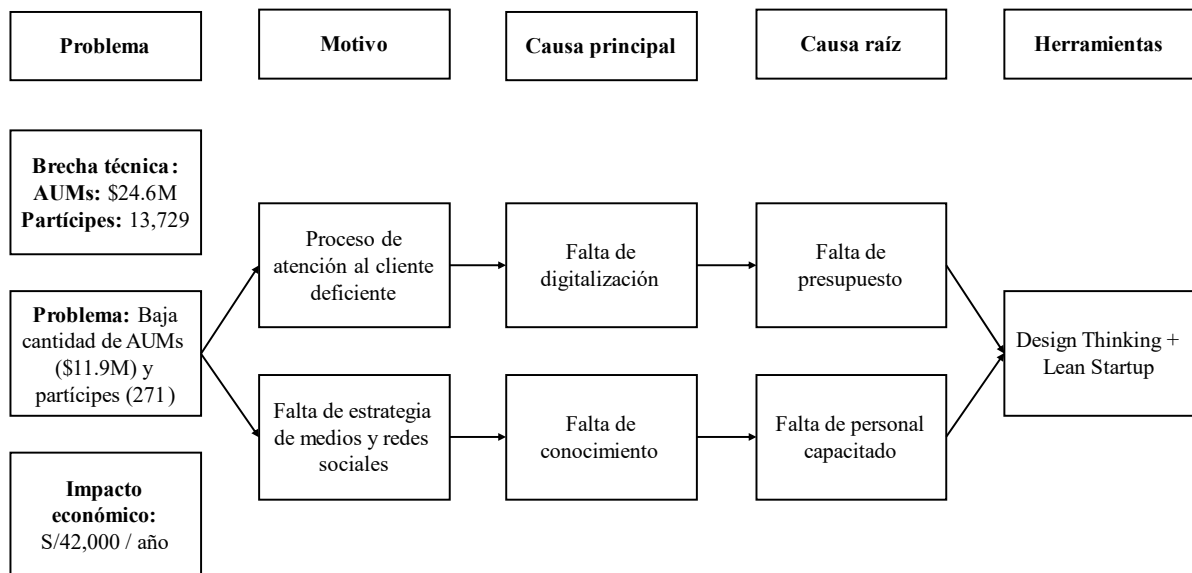 Problema
Motivo
Causa principal
Causa raíz
Herramientas
Brecha técnica:
AUMs: $24.6M
Partícipes: 13,729
Problema: Baja
cantidad de AUMs
($11.9M) y
partícipes (271)
Impacto
económico:
S/42,000 / año
Proceso de
atención al cliente
deficiente
Falta de
digitalización
Falta de
presupuesto
Falta de estrategia
de medios y redes
sociales
Falta de
conocimiento
Falta de personal
capacitado
Design Thinking +
Lean Startup